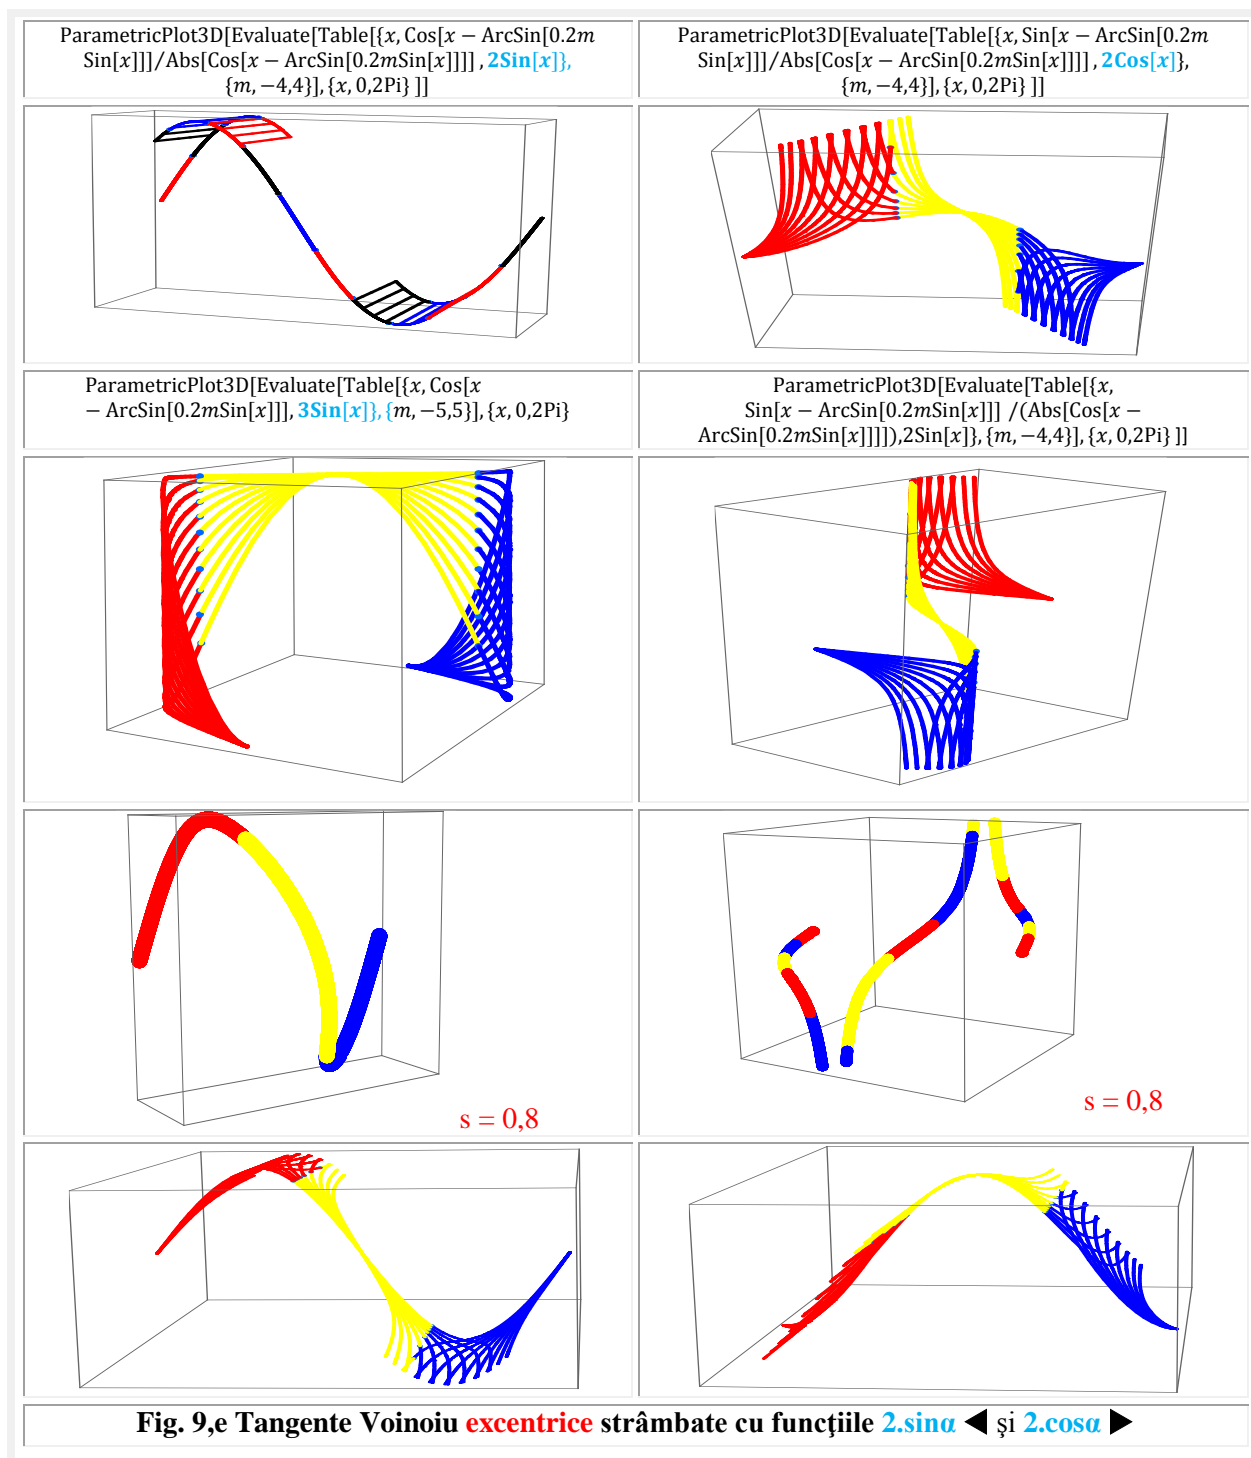 ParametricPlot3D[Evaluate[Table[{x, Cos[x − ArcSin[0.2m
Sin[x]]]/Abs[Cos[x − ArcSin[0.2mSin[x]]]] , 2Sin[x]},
{m, −4,4}], {x, 0,2Pi} ]]
ParametricPlot3D[Evaluate[Table[{x, Sin[x − ArcSin[0.2m
Sin[x]]]/Abs[Cos[x − ArcSin[0.2mSin[x]]]] , 2Cos[x]},
{m, −4,4}], {x, 0,2Pi} ]]
ParametricPlot3D[Evaluate[Table[{x, Cos[x
− ArcSin[0.2mSin[x]]], 3Sin[x]}, {m, −5,5}], {x, 0,2Pi}
ParametricPlot3D[Evaluate[Table[{x,
Sin[x − ArcSin[0.2mSin[x]]] /(Abs[Cos[x −
ArcSin[0.2mSin[x]]]]),2Sin[x]}, {m, −4,4}], {x, 0,2Pi} ]]
s = 0,8
s = 0,8
Fig. 9,e Tangente Voinoiu excentrice strâmbate cu funcţiile 2.sinα ◄ şi 2.cosα ►